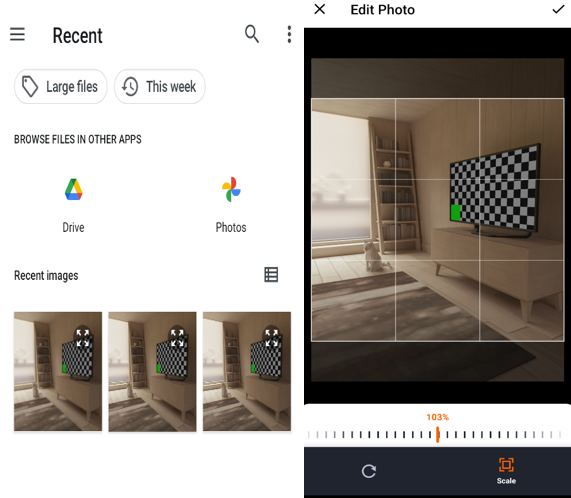 Recent
Large files
This week
BROWSE FILES IN OTHER APPS
Drive
Photos
Recent images
Edit Photo
103%
Scale